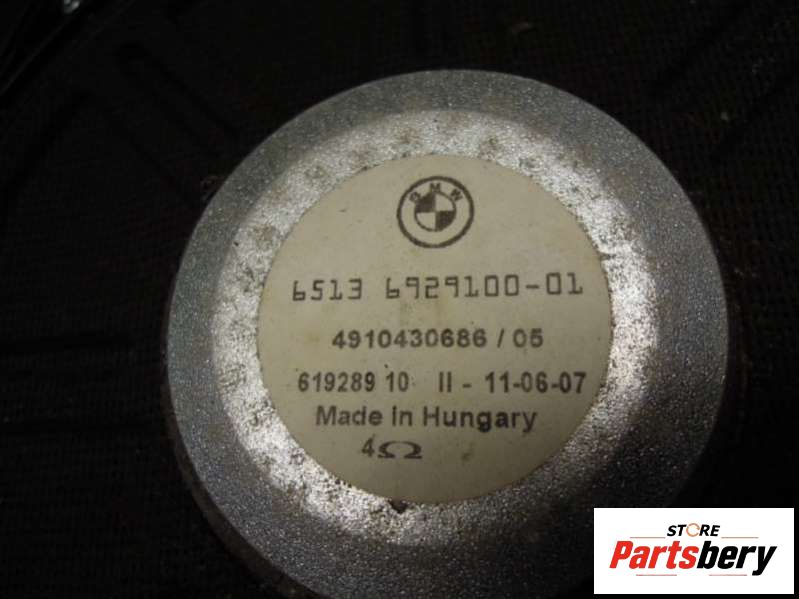 BMW
6513 6929100-01
4910430686 / 05
619289 10 II - 11-06-07
Made in Hungary
4Ω
STORE
Partsbery